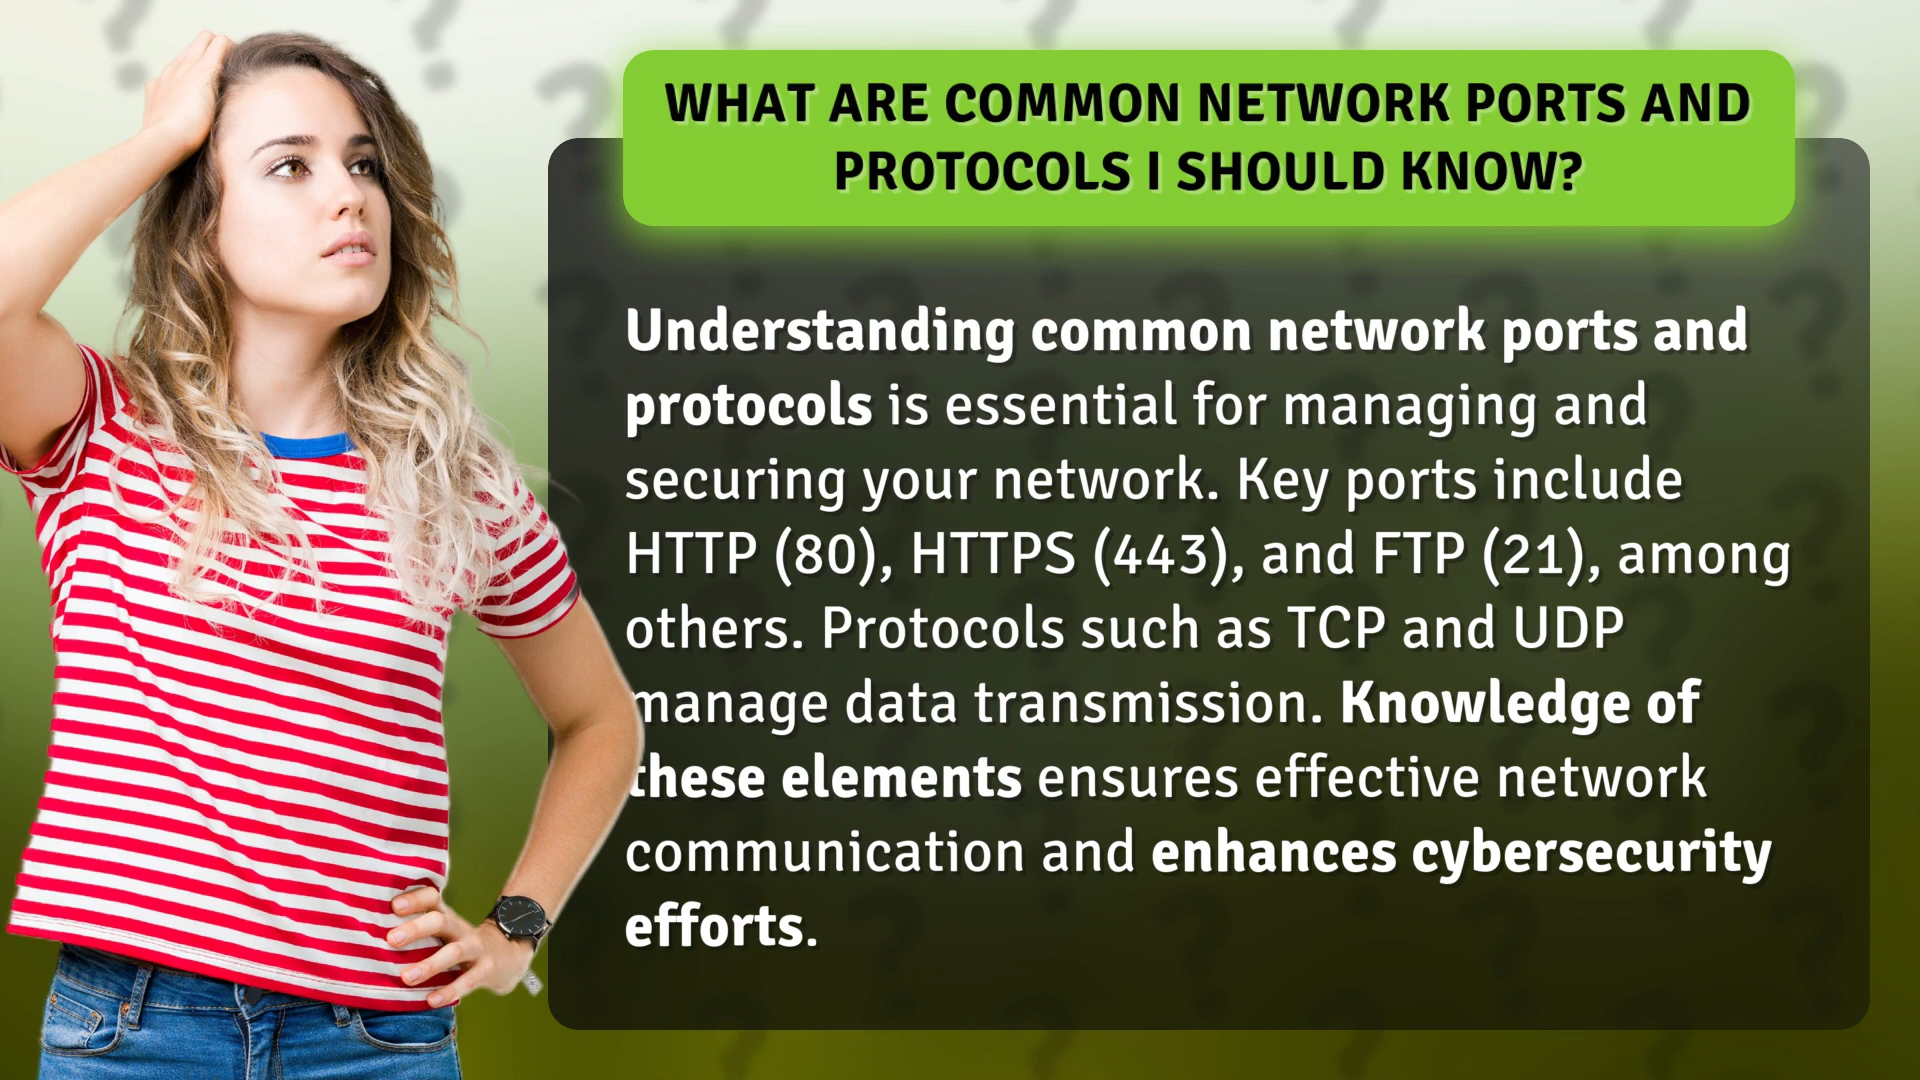 WHAT ARE COMMON NETWORK PORTS AND
PROTOCOLS I SHOULD KNOW?
Understanding common network ports and
protocols is essential for managing and
securing your network. Key ports include
HTTP (80), HTTPS (443), and FTP (21), among
others. Protocols such as TCP and UDP
manage data transmission. Knowledge of
these elements ensures effective network
communication and enhances cybersecurity
efforts.